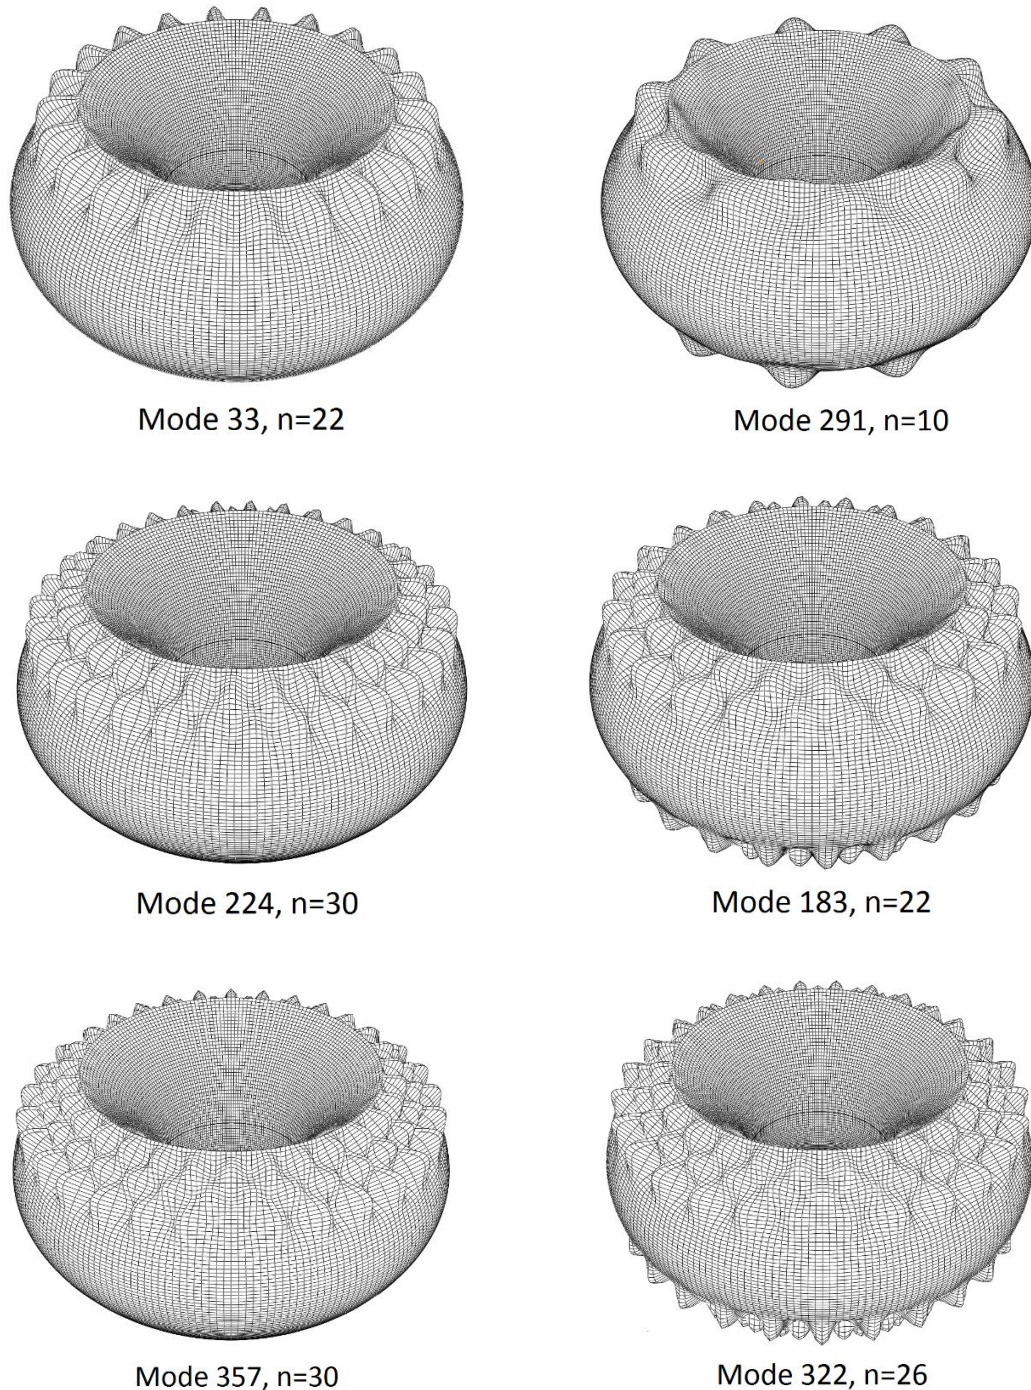 Mode 33, n=22
Mode 291, n=10
Mode 224, n=30
Mode 183, n=22
Mode 357, n=30
Mode 322, n=26